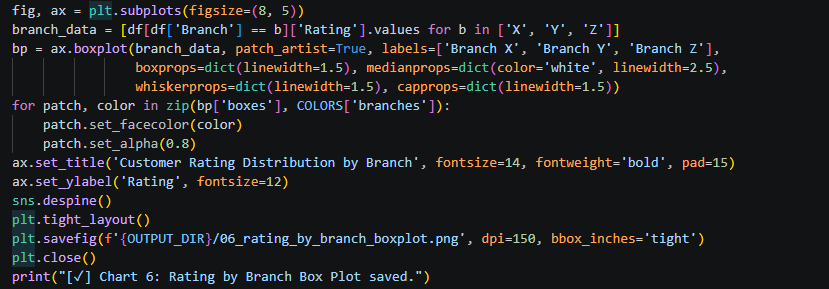 fig, ax = plt.subplots(figsize=(8, 5))
branch_data = [df[df['Branch'] == b]['Rating'].values for b in ['X', 'Y', 'Z']]
bp = ax.boxplot(branch_data, patch_artist=True, labels=['Branch X', 'Branch Y', 'Branch Z'],
                boxprops=dict(linewidth=1.5), medianprops=dict(color='white', linewidth=2.5),
                whiskerprops=dict(linewidth=1.5), capprops=dict(linewidth=1.5))
for patch, color in zip(bp['boxes'], COLORS['branches']):
    patch.set_facecolor(color)
    patch.set_alpha(0.8)
ax.set_title('Customer Rating Distribution by Branch', fontsize=14, fontweight='bold', pad=15)
ax.set_ylabel('Rating', fontsize=12)
sns.despine()
plt.tight_layout()
plt.savefig(f'{OUTPUT_DIR}/06_rating_by_branch_boxplot.png', dpi=150, bbox_inches='tight')
plt.close()
print("[✓] Chart 6: Rating by Branch Box Plot saved.")